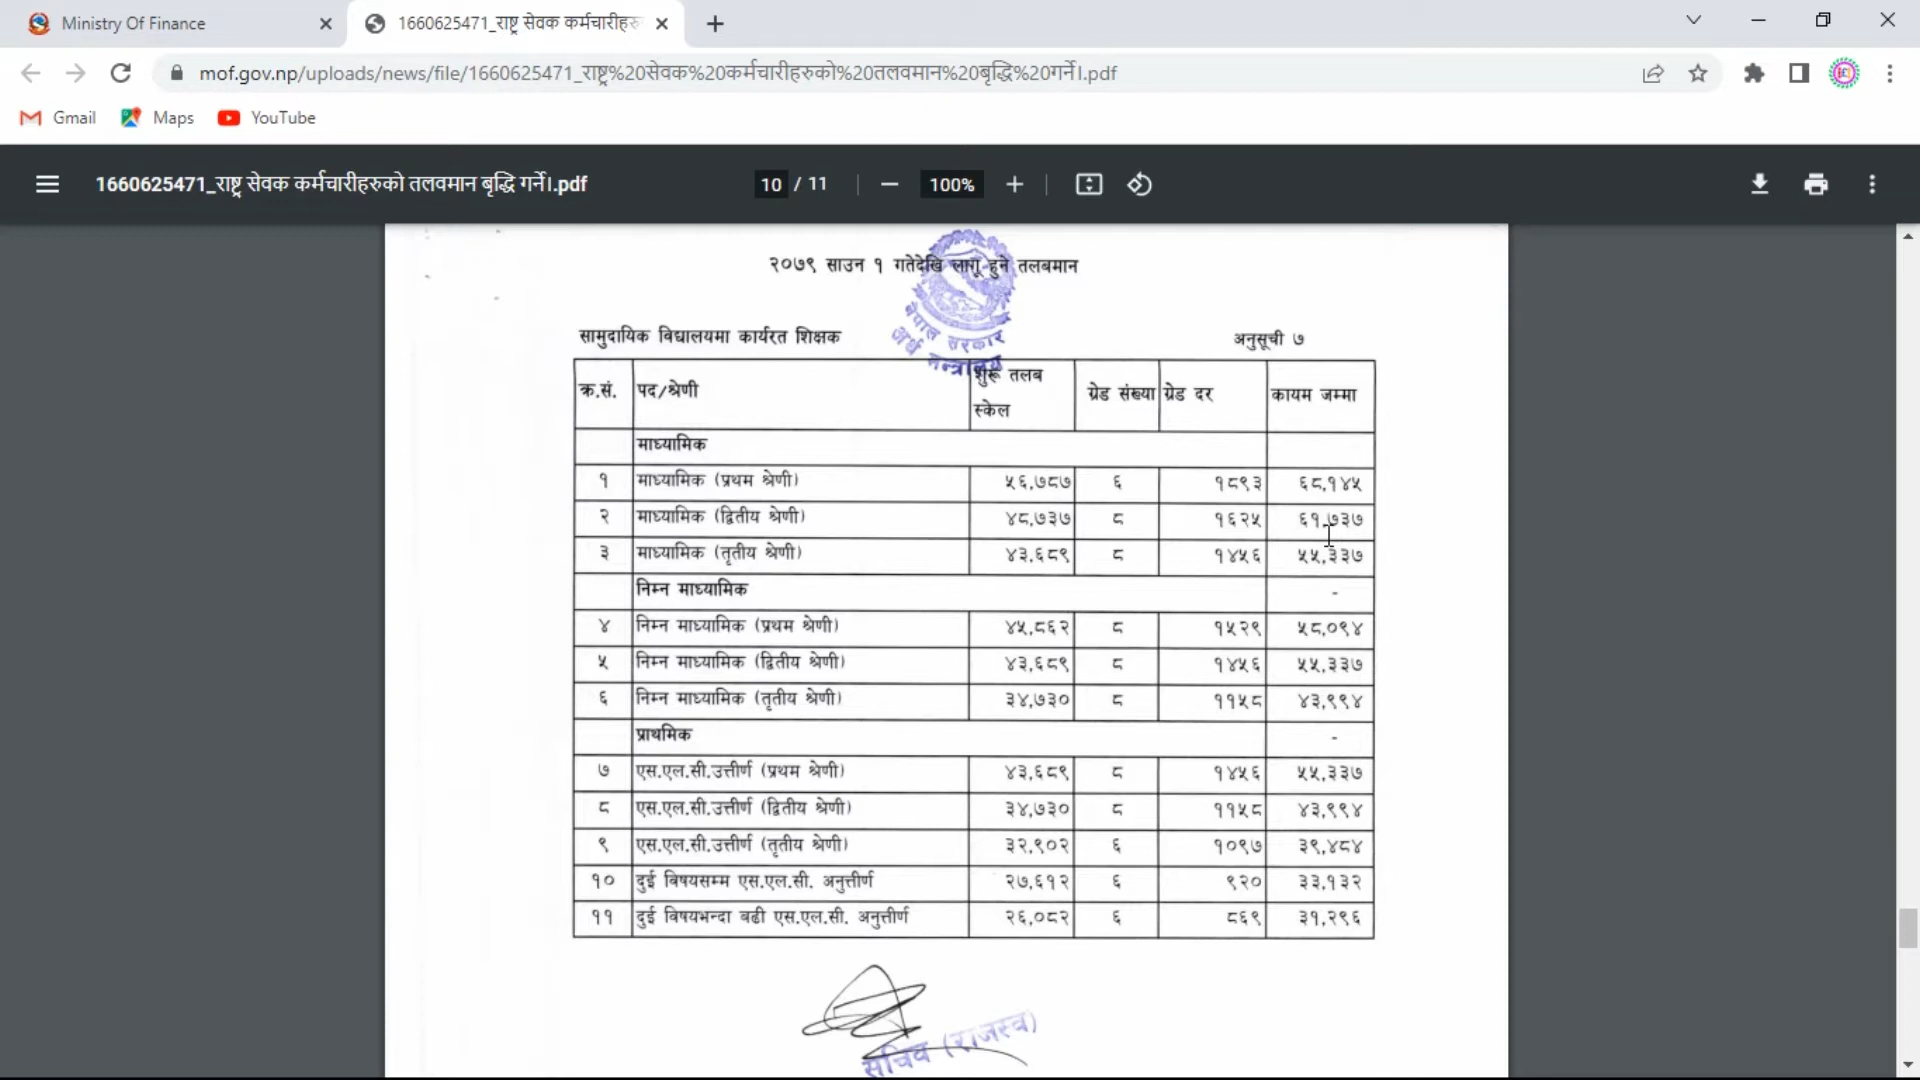 Ministry Of Finance
1660625471_राष्ट्र सेवक कर्मचारीहरु
mof.gov.np/uploads/news/file/1660625471_राष्ट्र%20सेवक%20कर्मचारीहरुको%20तलवमान%20बृद्धि%20गर्ने।.pdf
Gmail Maps YouTube
1660625471_राष्ट्र सेवक कर्मचारीहरुको तलवमान बृद्धि गर्ने।.pdf 10 / 11 100%
२०७९ साउन १ गतेदेखि लागू हुने तलबमान
नेपाल सरकार
अर्थ मन्त्रालय
सामुदायिक विद्यालयमा कार्यरत शिक्षक अनुसूची ७
क्र.सं. पद/श्रेणी शुरू तलब स्केल ग्रेड संख्या ग्रेड दर कायम जम्मा
माध्यामिक
१ माध्यामिक (प्रथम श्रेणी) ५६,७८७ ६ १८९३ ६८,१४५
२ माध्यामिक (द्वितीय श्रेणी) ४८,७३७ ८ १६२५ ६१,७३७
३ माध्यामिक (तृतीय श्रेणी) ४३,६८९ ८ १४५६ ५५,३३७
निम्न माध्यामिक -
४ निम्न माध्यामिक (प्रथम श्रेणी) ४५,८६२ ८ १५२९ ५८,०९४
५ निम्न माध्यामिक (द्वितीय श्रेणी) ४३,६८९ ८ १४५६ ५५,३३७
६ निम्न माध्यामिक (तृतीय श्रेणी) ३४,७३० ८ ११५८ ४३,९९४
प्राथमिक -
७ एस.एल.सी.उत्तीर्ण (प्रथम श्रेणी) ४३,६८९ ८ १४५६ ५५,३३७
८ एस.एल.सी.उत्तीर्ण (द्वितीय श्रेणी) ३४,७३० ८ ११५८ ४३,९९४
९ एस.एल.सी.उत्तीर्ण (तृतीय श्रेणी) ३२,९०२ ६ १०९७ ३९,४८४
१० दुई विषयसम्म एस.एल.सी. अनुत्तीर्ण २७,६१२ ६ ९२० ३३,१३२
११ दुई विषयभन्दा बढी एस.एल.सी. अनुत्तीर्ण २६,०८२ ६ ८६९ ३१,२९६
सचिव (राजस्व)